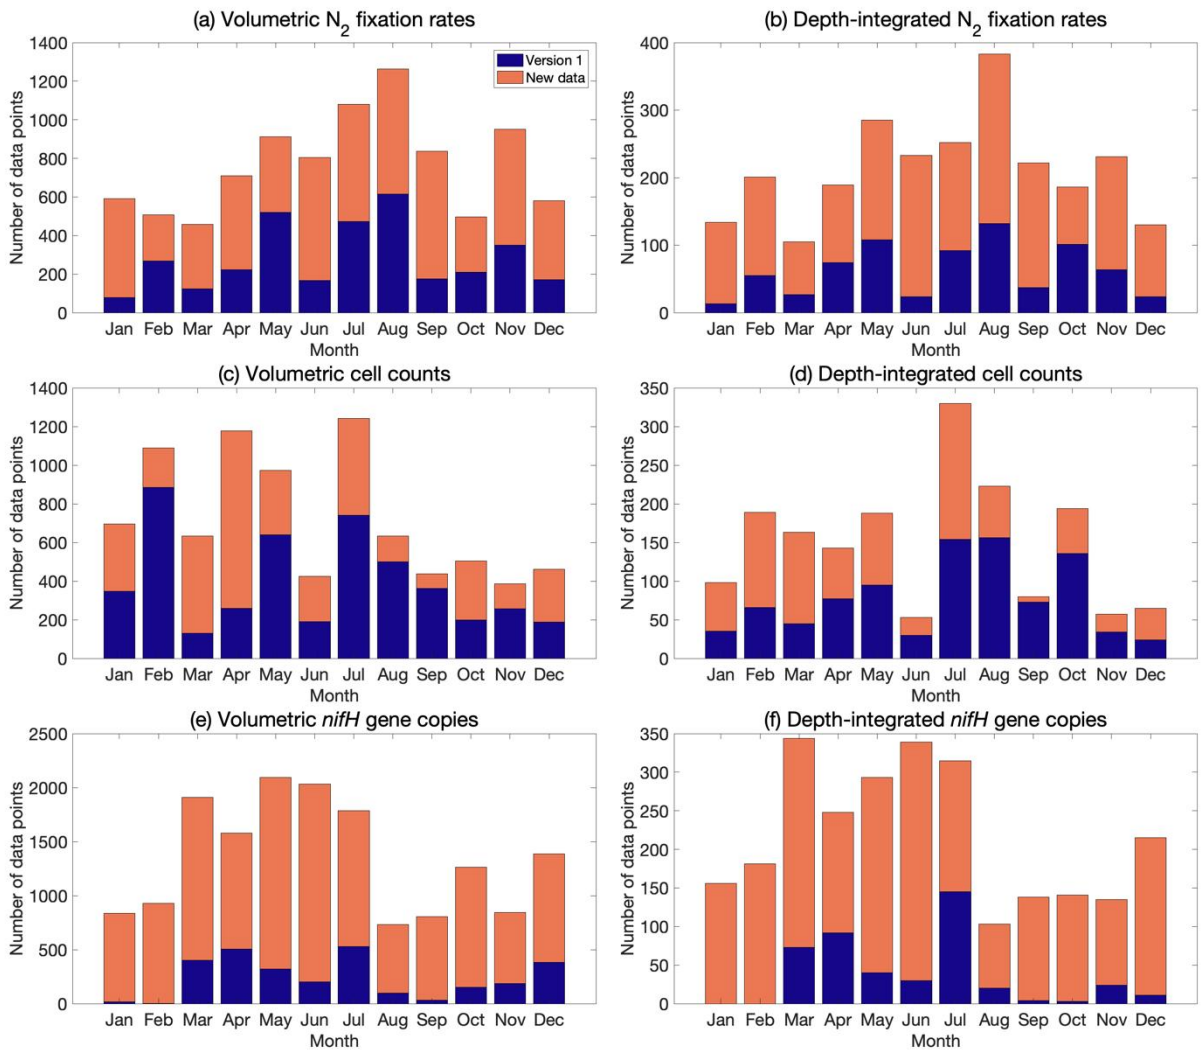 (a) Volumetric N2 fixation rates
Number of data points
1400
1200
1000
800
600
400
200
0
Version 1
New data
Jan Feb Mar Apr May Jun Jul Aug Sep Oct Nov Dec
Month
(b) Depth-integrated N2 fixation rates
Number of data points
400
300
200
100
0
Jan Feb Mar Apr May Jun Jul Aug Sep Oct Nov Dec
Month
(c) Volumetric cell counts
Number of data points
1400
1200
1000
800
600
400
200
0
Jan Feb Mar Apr May Jun Jul Aug Sep Oct Nov Dec
Month
(d) Depth-integrated cell counts
Number of data points
350
300
250
200
150
100
50
0
Jan Feb Mar Apr May Jun Jul Aug Sep Oct Nov Dec
Month
(e) Volumetric nifH gene copies
Number of data points
2500
2000
1500
1000
500
0
Jan Feb Mar Apr May Jun Jul Aug Sep Oct Nov Dec
Month
(f) Depth-integrated nifH gene copies
Number of data points
350
300
250
200
150
100
50
0
Jan Feb Mar Apr May Jun Jul Aug Sep Oct Nov Dec
Month